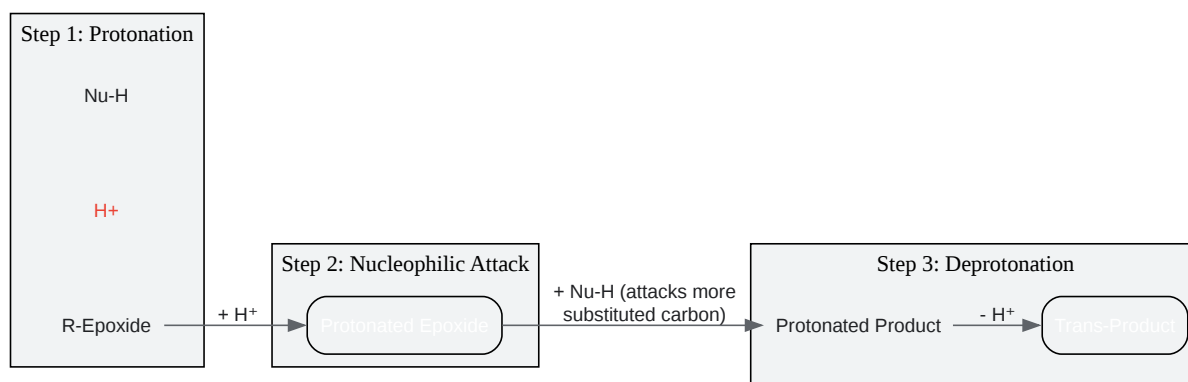 Step 1: Protonation
Nu-H
H+
R-Epoxide
+ H⁺
Step 2: Nucleophilic Attack
Protonated Epoxide
+ Nu-H (attacks more
substituted carbon)
Step 3: Deprotonation
Protonated Product
- H⁺
Trans-Product